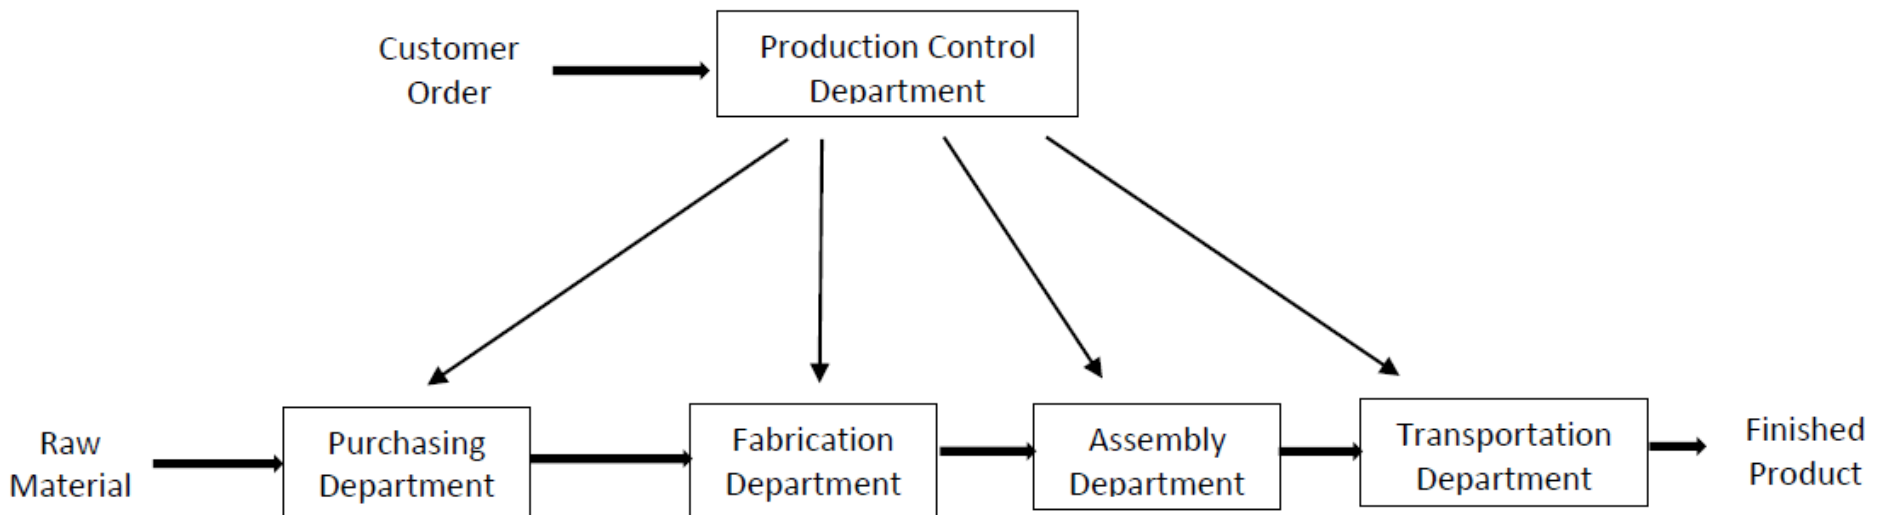 Customer
Order
Production Control
Department
Raw
Material
Purchasing
Department
Fabrication
Department
Assembly
Department
Transportation
Department
Finished
Product